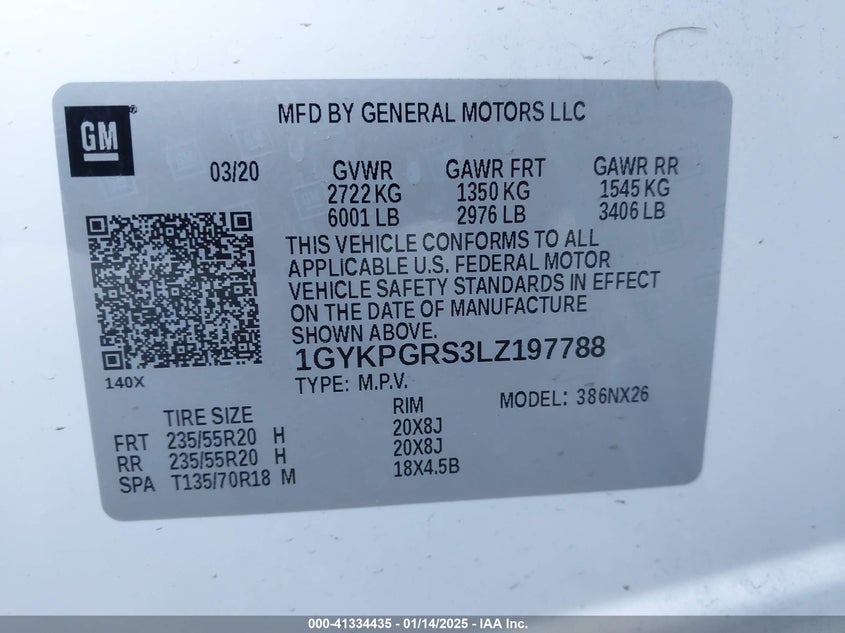 GM
MFD BY GENERAL MOTORS LLC
03/20 GVWR GAWR FRT GAWR RR
2722 KG 1350 KG 1545 KG
6001 LB 2976 LB 3406 LB
THIS VEHICLE CONFORMS TO ALL
APPLICABLE U.S. FEDERAL MOTOR
VEHICLE SAFETY STANDARDS IN EFFECT
ON THE DATE OF MANUFACTURE
SHOWN ABOVE.
1GYKPGRS3LZ197788
140X
TYPE: M.P.V. MODEL: 386NX26
TIRE SIZE RIM
FRT 235/55R20 H 20X8J
RR 235/55R20 H 20X8J
SPA T135/70R18 M 18X4.5B
000-41334435 - 01/14/2025 - IAA Inc.